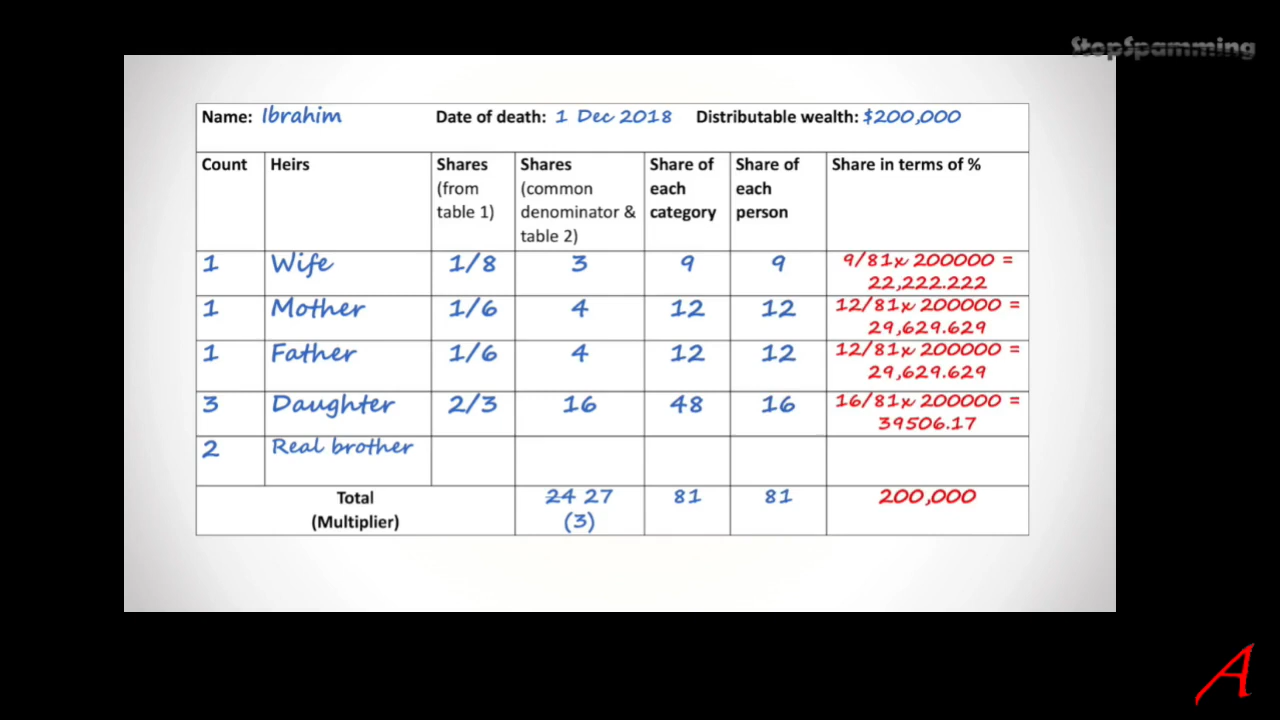 StopSpamming
Name: Ibrahim Date of death: 1 Dec 2018 Distributable wealth: $200,000
Count Heirs Shares (from table 1) Shares (common denominator & table 2) Share of each category Share of each person Share in terms of %
1 Wife 1/8 3 9 9 9/81x 200000 = 22,222.222
1 Mother 1/6 4 12 12 12/81x 200000 = 29,629.629
1 Father 1/6 4 12 12 12/81x 200000 = 29,629.629
3 Daughter 2/3 16 48 16 16/81x 200000 = 39506.17
2 Real brother
Total (Multiplier) 24 27 (3) 81 81 200,000
A